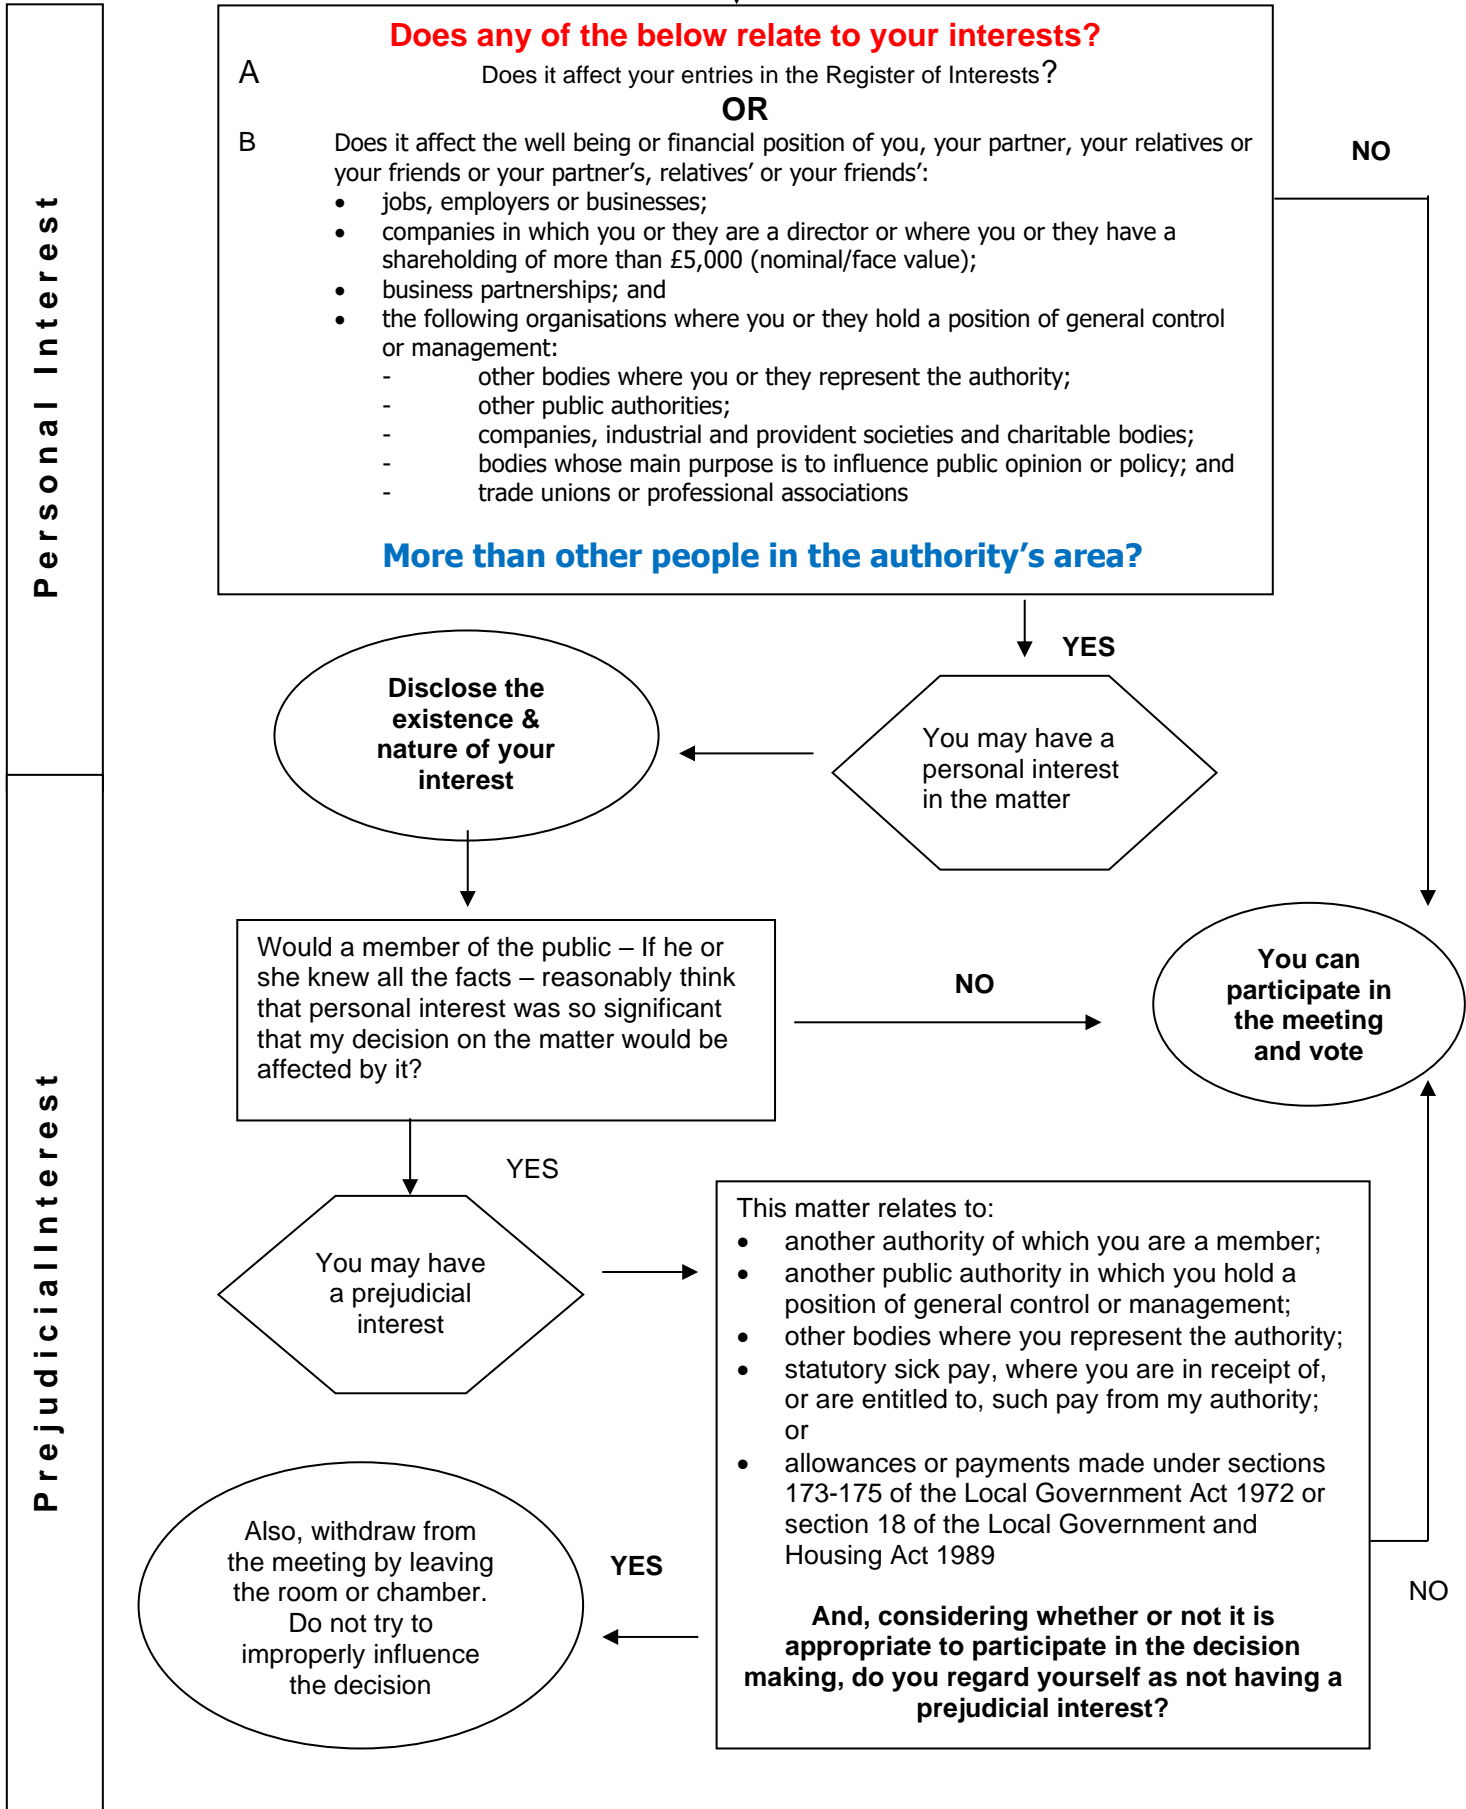 Personal Interest
Does any of the below relate to your interests?
A Does it affect your entries in the Register of Interests?
OR
B Does it affect the well being or financial position of you, your partner, your relatives or
your friends or your partner’s, relatives’ or your friends’:
• jobs, employers or businesses;
• companies in which you or they are a director or where you or they have a
shareholding of more than £5,000 (nominal/face value);
• business partnerships; and
• the following organisations where you or they hold a position of general control
or management:
- other bodies where you or they represent the authority;
- other public authorities;
- companies, industrial and provident societies and charitable bodies;
- bodies whose main purpose is to influence public opinion or policy; and
- trade unions or professional associations
More than other people in the authority’s area?
NO
YES
Disclose the
existence &
nature of your
interest
You may have a
personal interest
in the matter
Prejudicial Interest
Would a member of the public – If he or
she knew all the facts – reasonably think
that personal interest was so significant
that my decision on the matter would be
affected by it?
NO
You can
participate in
the meeting
and vote
YES
You may have
a prejudicial
interest
This matter relates to:
• another authority of which you are a member;
• another public authority in which you hold a
position of general control or management;
• other bodies where you represent the authority;
• statutory sick pay, where you are in receipt of,
or are entitled to, such pay from my authority;
or
• allowances or payments made under sections
173-175 of the Local Government Act 1972 or
section 18 of the Local Government and
Housing Act 1989
And, considering whether or not it is
appropriate to participate in the decision
making, do you regard yourself as not having a
prejudicial interest?
NO
YES
Also, withdraw from
the meeting by leaving
the room or chamber.
Do not try to
improperly influence
the decision